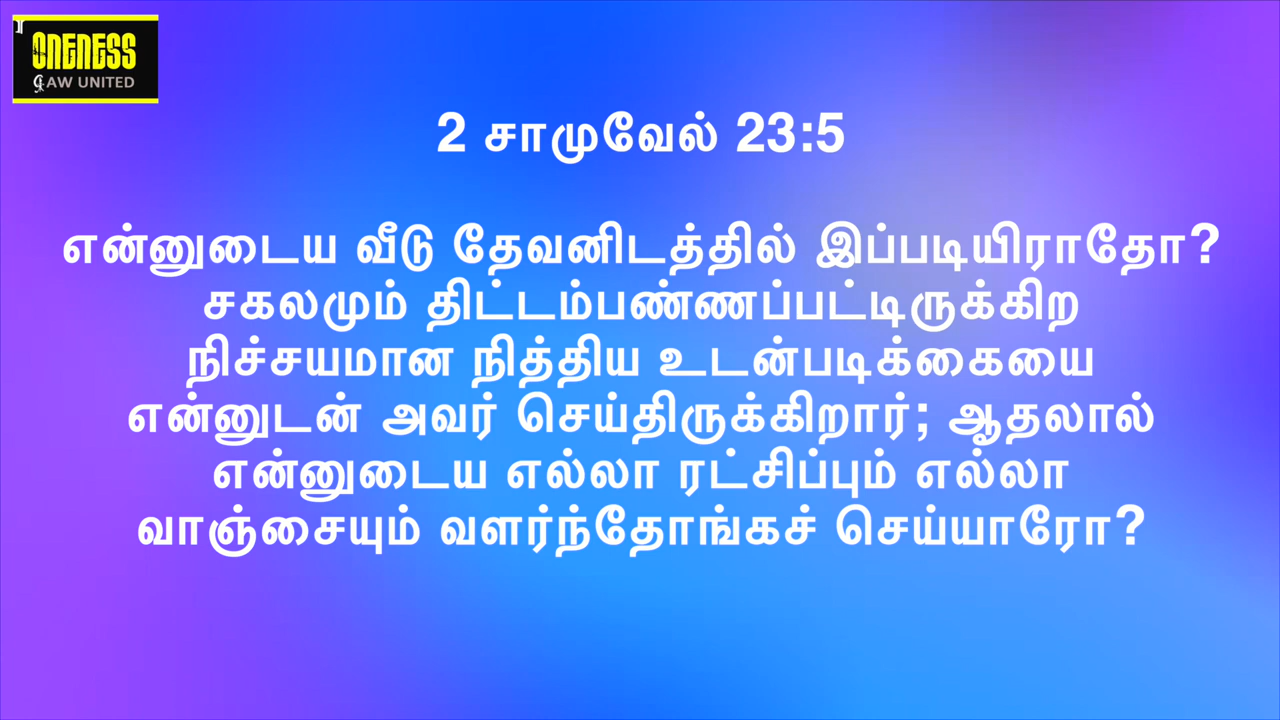 ONENESS
GAW UNITED
2 சாமுவேல் 23:5
என்னுடைய வீடு தேவனிடத்தில் இப்படியிராதோ?
சகலமும் திட்டம்பண்ணப்பட்டிருக்கிற
நிச்சயமான நித்திய உடன்படிக்கையை
என்னுடன் அவர் செய்திருக்கிறார்; ஆதலால்
என்னுடைய எல்லா ரட்சிப்பும் எல்லா
வாஞ்சையும் வளர்ந்தோங்கச் செய்யாரோ?